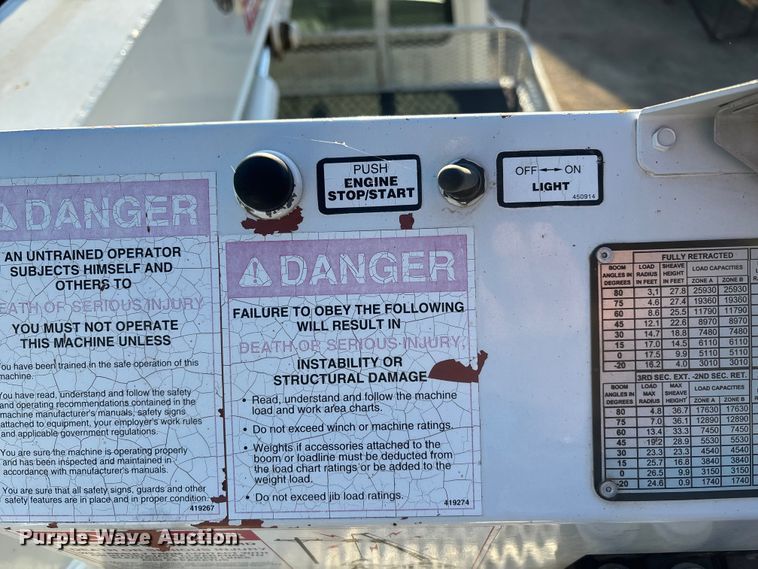 DANGER
AN UNTRAINED OPERATOR
SUBJECTS HIMSELF AND
OTHERS TO
DEATH OR SERIOUS INJURY
YOU MUST NOT OPERATE
THIS MACHINE UNLESS
You have been trained in the safe operation of this
machine.
You have read, understand and follow the safety
and operating recommendations contained in the
machine manufacturer's manuals, safety signs
attached to equipment, your employer's work rules
and applicable government regulations.
You are sure the machine is operating properly
and has been inspected and maintained in
accordance with manufacturer's manuals.
You are sure that all safety signs, guards and other
safety features are in place and in proper condition.
419267
PUSH
ENGINE
STOP/START
OFF ON
LIGHT
450914
DANGER
FAILURE TO OBEY THE FOLLOWING
WILL RESULT IN
DEATH OR SERIOUS INJURY,
INSTABILITY OR
STRUCTURAL DAMAGE
• Read, understand and follow the machine
load and work area charts.
• Do not exceed winch or machine ratings.
• Weights if accessories attached to the
boom or loadline must be deducted from
the load chart ratings or be added to the
weight load.
• Do not exceed jib load ratings.
419274
FULLY RETRACTED
BOOM ANGLES IN DEGREES LOAD RADIUS IN FEET SHEAVE HEIGHT IN FEET LOAD CAPACITIES ZONE A ZONE B
80 3.1 27.8 25930 25930
75 4.6 27.4 19360 19360
60 8.6 25.5 11790 11790
45 12.1 22.6 8970 8970
30 14.7 18.8 7480 7480
15 17.0 14.5 6110 6110
0 17.5 9.9 5110 5110
-20 16.2 4.0 3010 3010
3RD SEC. EXT. -2ND SEC. RET.
BOOM ANGLES IN DEGREES LOAD MAX RADIUS MAX SHEAVE HEIGHT LOAD CAPACITIES ZONE A ZONE B
80 4.8 36.7 17630 17630
75 7.0 36.1 12890 12890
60 13.4 33.3 7450 7450
45 19.2 28.9 5530 5530
30 23.3 23.3 4540 4540
15 25.7 16.8 3840 3840
0 26.5 9.9 3150 3150
-20 24.6 0.9 1740 1740
Purple Wave Auction